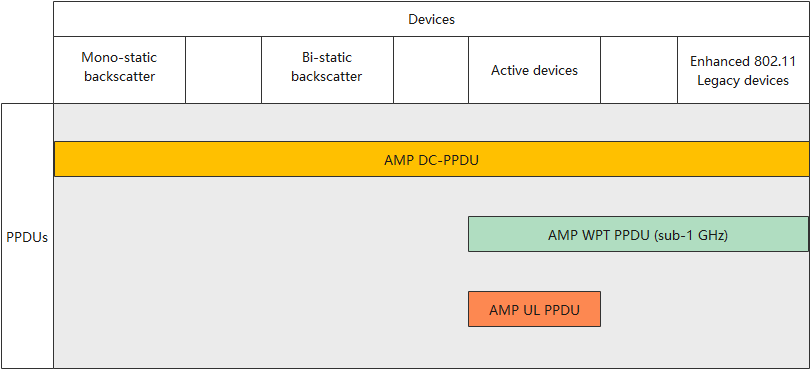 Devices
Mono-static
backscatter
Bi-static
backscatter
Active devices
Enhanced 802.11
Legacy devices
PPDUs
AMP DC-PPDU
AMP WPT PPDU (sub-1 GHz)
AMP UL PPDU